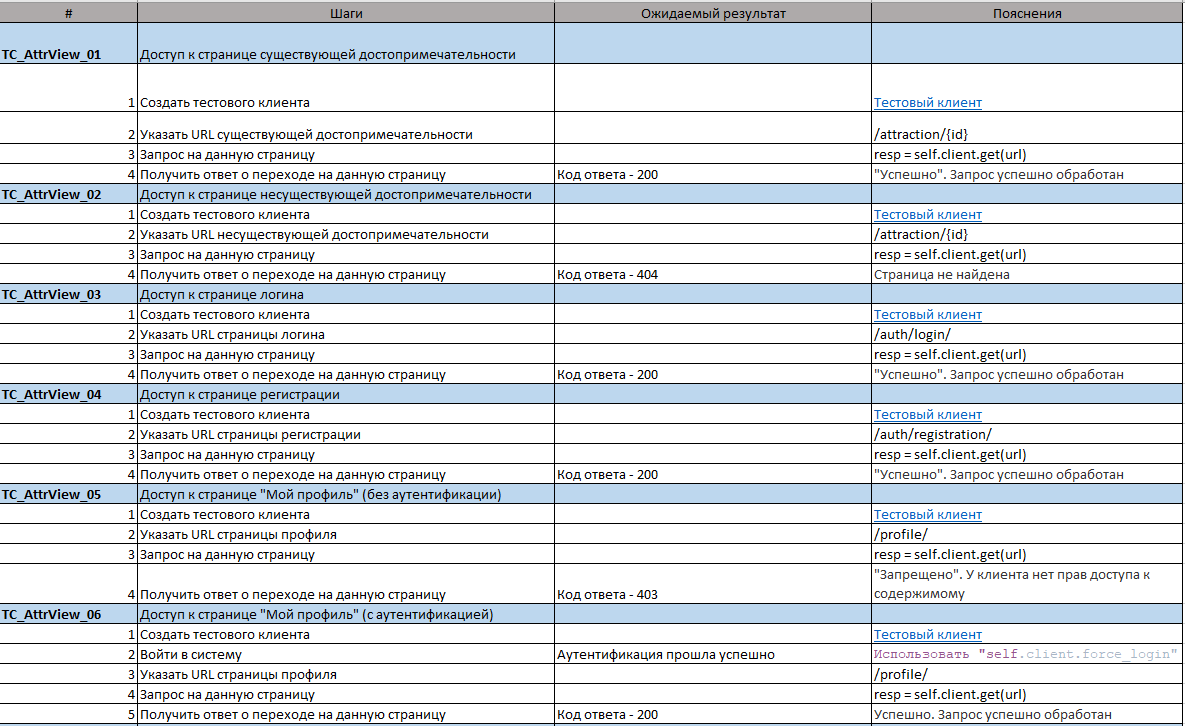 # Шаги Ожидаемый результат Пояснения
TC_AttrView_01 Доступ к странице существующей достопримечательности
1 Создать тестового клиента Тестовый клиент
2 Указать URL существующей достопримечательности /attraction/{id}
3 Запрос на данную страницу resp = self.client.get(url)
4 Получить ответ о переходе на данную страницу Код ответа - 200 "Успешно". Запрос успешно обработан
TC_AttrView_02 Доступ к странице несуществующей достопримечательности
1 Создать тестового клиента Тестовый клиент
2 Указать URL несуществующей достопримечательности /attraction/{id}
3 Запрос на данную страницу resp = self.client.get(url)
4 Получить ответ о переходе на данную страницу Код ответа - 404 Страница не найдена
TC_AttrView_03 Доступ к странице логина
1 Создать тестового клиента Тестовый клиент
2 Указать URL страницы логина /auth/login/
3 Запрос на данную страницу resp = self.client.get(url)
4 Получить ответ о переходе на данную страницу Код ответа - 200 "Успешно". Запрос успешно обработан
TC_AttrView_04 Доступ к странице регистрации
1 Создать тестового клиента Тестовый клиент
2 Указать URL страницы регистрации /auth/registration/
3 Запрос на данную страницу resp = self.client.get(url)
4 Получить ответ о переходе на данную страницу Код ответа - 200 "Успешно". Запрос успешно обработан
TC_AttrView_05 Доступ к странице "Мой профиль" (без аутентификации)
1 Создать тестового клиента Тестовый клиент
2 Указать URL страницы профиля /profile/
3 Запрос на данную страницу resp = self.client.get(url)
"Запрещено". У клиента нет прав доступа к
4 Получить ответ о переходе на данную страницу Код ответа - 403 содержимому
TC_AttrView_06 Доступ к странице "Мой профиль" (с аутентификацией)
1 Создать тестового клиента Тестовый клиент
2 Войти в систему Аутентификация прошла успешно Использовать "self.client.force_login"
3 Указать URL страницы профиля /profile/
4 Запрос на данную страницу resp = self.client.get(url)
5 Получить ответ о переходе на данную страницу Код ответа - 200 Успешно. Запрос успешно обработан